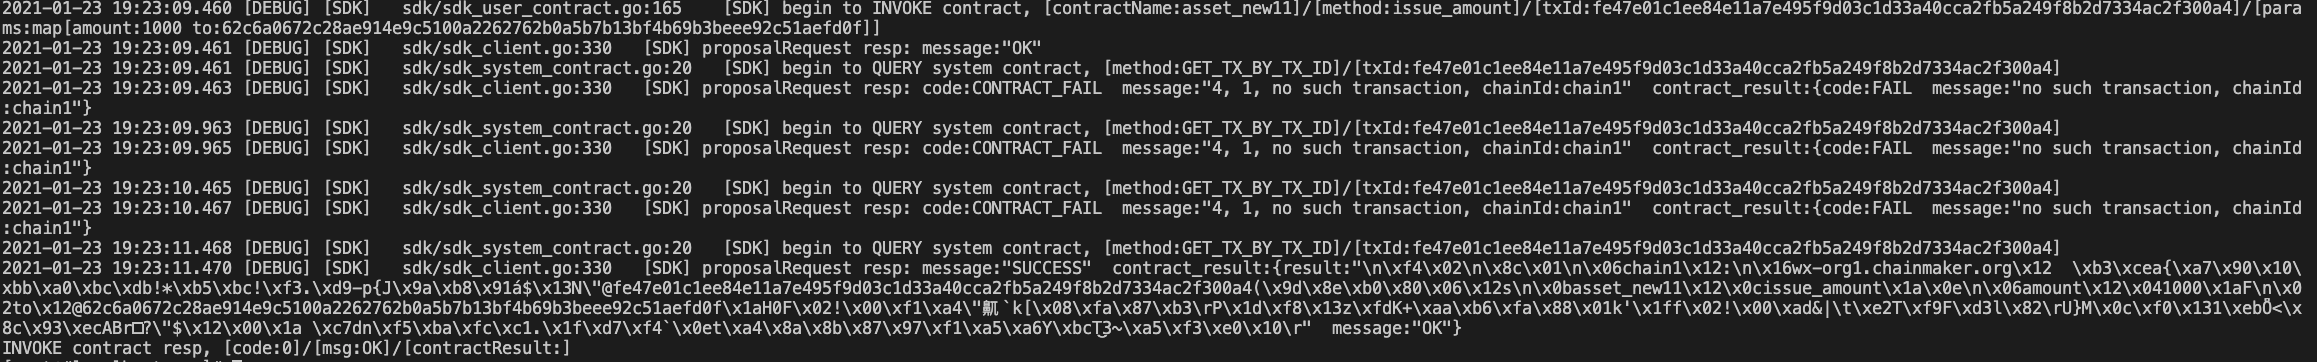 2021-01-23 19:23:09.460 [DEBUG] [SDK]   sdk/sdk_user_contract.go:165    [SDK] begin to INVOKE contract, [contractName:asset_new11]/[method:issue_amount]/[txId:fe47e01c1ee84e11a7e495f9d03c1d33a40cca2fb5a249f8b2d7334ac2f300a4]/[para
ms:map[amount:1000 to:62c6a0672c28ae914e9c5100a2262762b0a5b7b13bf4b69b3beee92c51aefd0f]]
2021-01-23 19:23:09.461 [DEBUG] [SDK]   sdk/sdk_client.go:330   [SDK] proposalRequest resp: message:"OK"
2021-01-23 19:23:09.461 [DEBUG] [SDK]   sdk/sdk_system_contract.go:20   [SDK] begin to QUERY system contract, [method:GET_TX_BY_TX_ID]/[txId:fe47e01c1ee84e11a7e495f9d03c1d33a40cca2fb5a249f8b2d7334ac2f300a4]
2021-01-23 19:23:09.463 [DEBUG] [SDK]   sdk/sdk_client.go:330   [SDK] proposalRequest resp: code:CONTRACT_FAIL  message:"4, 1, no such transaction, chainId:chain1"  contract_result:{code:FAIL  message:"no such transaction, chainId
:chain1"}
2021-01-23 19:23:09.963 [DEBUG] [SDK]   sdk/sdk_system_contract.go:20   [SDK] begin to QUERY system contract, [method:GET_TX_BY_TX_ID]/[txId:fe47e01c1ee84e11a7e495f9d03c1d33a40cca2fb5a249f8b2d7334ac2f300a4]
2021-01-23 19:23:09.965 [DEBUG] [SDK]   sdk/sdk_client.go:330   [SDK] proposalRequest resp: code:CONTRACT_FAIL  message:"4, 1, no such transaction, chainId:chain1"  contract_result:{code:FAIL  message:"no such transaction, chainId
:chain1"}
2021-01-23 19:23:10.465 [DEBUG] [SDK]   sdk/sdk_system_contract.go:20   [SDK] begin to QUERY system contract, [method:GET_TX_BY_TX_ID]/[txId:fe47e01c1ee84e11a7e495f9d03c1d33a40cca2fb5a249f8b2d7334ac2f300a4]
2021-01-23 19:23:10.467 [DEBUG] [SDK]   sdk/sdk_client.go:330   [SDK] proposalRequest resp: code:CONTRACT_FAIL  message:"4, 1, no such transaction, chainId:chain1"  contract_result:{code:FAIL  message:"no such transaction, chainId
:chain1"}
2021-01-23 19:23:11.468 [DEBUG] [SDK]   sdk/sdk_system_contract.go:20   [SDK] begin to QUERY system contract, [method:GET_TX_BY_TX_ID]/[txId:fe47e01c1ee84e11a7e495f9d03c1d33a40cca2fb5a249f8b2d7334ac2f300a4]
2021-01-23 19:23:11.470 [DEBUG] [SDK]   sdk/sdk_client.go:330   [SDK] proposalRequest resp: message:"SUCCESS"  contract_result:{result:"\n\xf4\x02\n\x8c\x01\n\x06chain1\x12:\n\x16wx-org1.chainmaker.org\x12  \xb3\xcea{\xa7\x90\x10\
\xbb\xa0\xbc\xdb!*\xb5\xbc!\xf3.\xd9-p{J\x9a\xb8\x91á$\x13N\"@fe47e01c1ee84e11a7e495f9d03c1d33a40cca2fb5a249f8b2d7334ac2f300a4(\x9d\x8e\xb0\x80\x06\x12s\n\x0basset_new11\x12\x0cissue_amount\x1a\x0e\n\x06amount\x12\x041000\x1aF\n\x0
02to\x12@62c6a0672c28ae914e9c5100a2262762b0a5b7b13bf4b69b3beee92c51aefd0f\x1aH0F\x02!\x00\xf1\xa4\"`k[\x08\xfa\x87\xb3\rP\x1d\xf8\x13z\xfdK+\xaa\xb6\xfa\x88\x01k'\x1ff\x02!\x00\xad&|\t\xe2T\xf9F\xd3l\x82\rU}M\x0c\xf0\x131\xebÖ<\x
8c\x93\xecABr□?\"$\x12\x00\x1a \xc7dn\xf5\xba\xfc\xc1.\x1f\xd7\xf4`\x0et\xa4\x8a\x8b\x87\x97\xf1\xa5\xa6Y\xbc3~\xa5\xf3\xe0\x10\r"  message:"OK"}
INVOKE contract resp, [code:0]/[msg:OK]/[contractResult:]